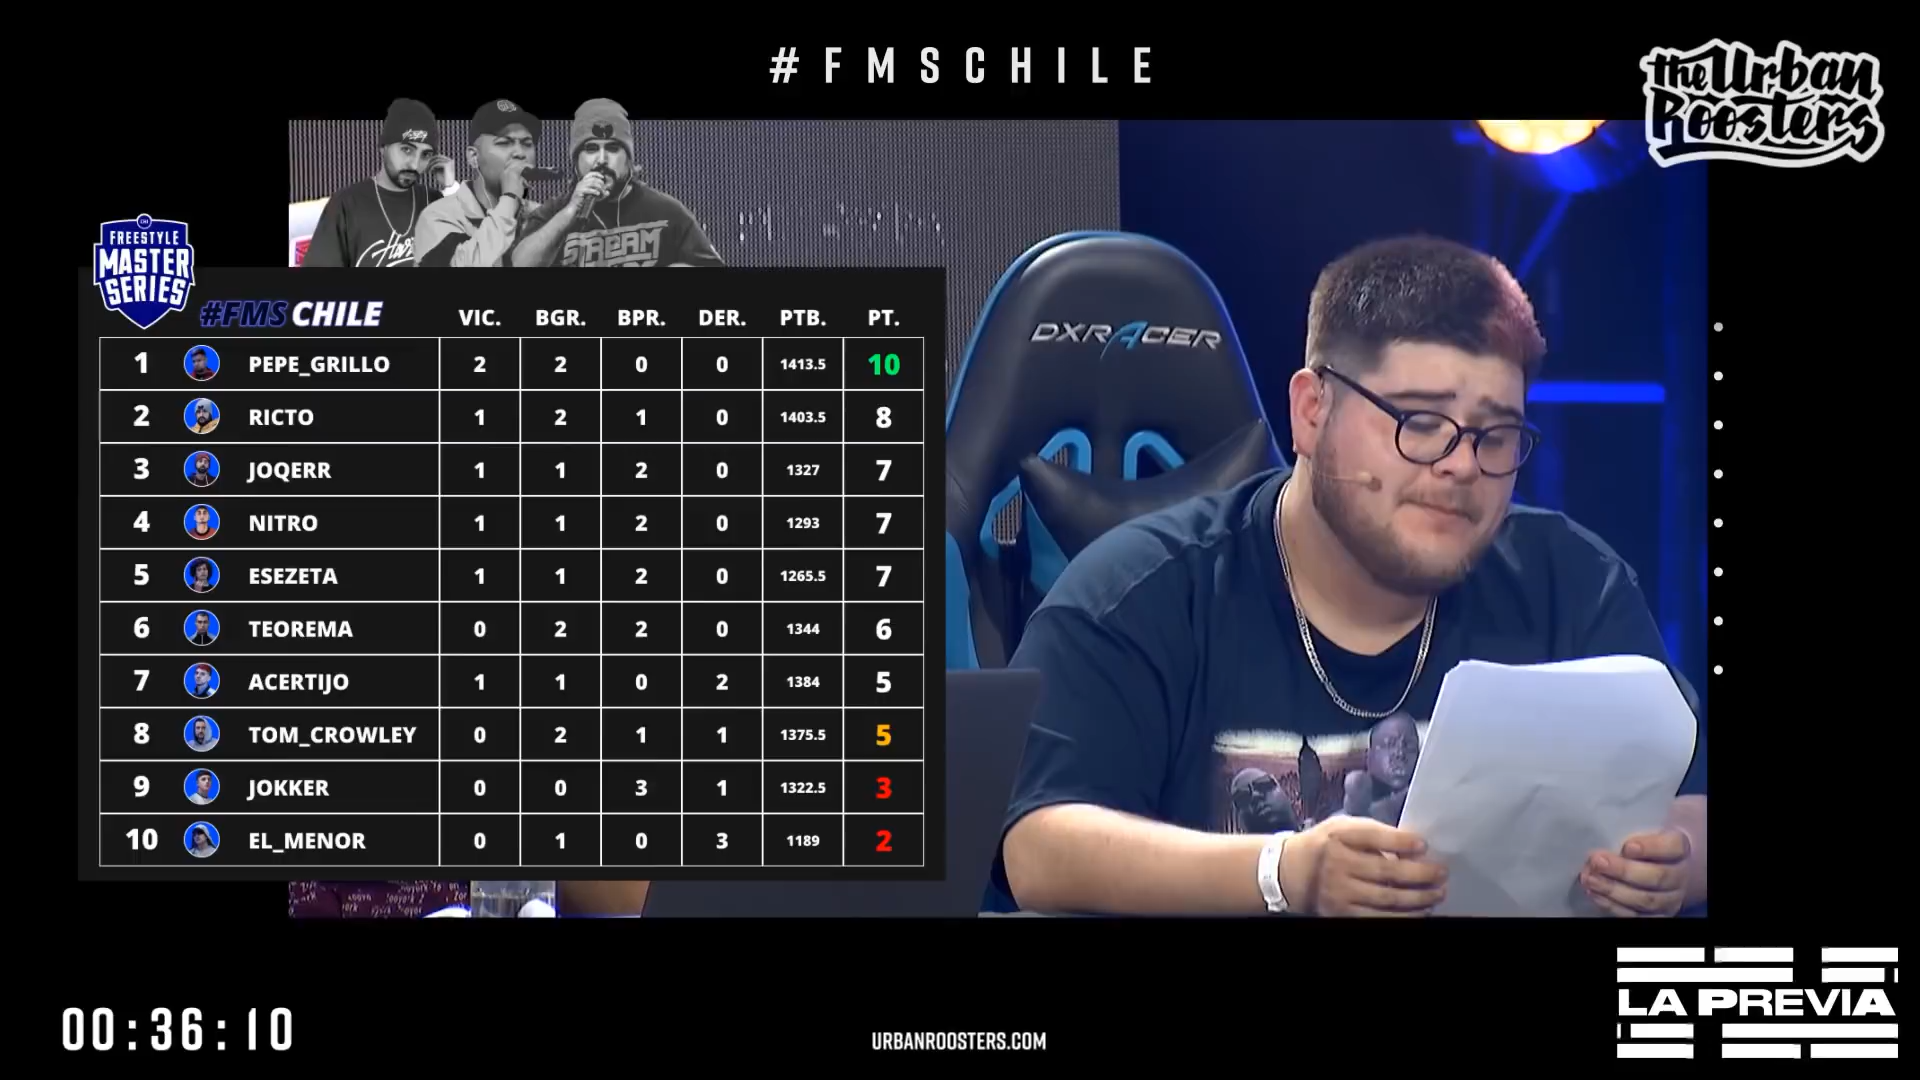 #FMSCHILE
the Urban
Roosters
STREAM
FREESTYLE
MASTER
SERIES
#FMS CHILE VIC. BGR. BPR. DER. PTB. PT.
1 PEPE_GRILLO 2 2 0 0 1413.5 10
2 RICTO 1 2 1 0 1403.5 8
3 JOQERR 1 1 2 0 1327 7
4 NITRO 1 1 2 0 1293 7
5 ESEZETA 1 1 2 0 1265.5 7
6 TEOREMA 0 2 2 0 1344 6
7 ACERTIJO 1 1 0 2 1384 5
8 TOM_CROWLEY 0 2 1 1 1375.5 5
9 JOKKER 0 0 3 1 1322.5 3
10 EL_MENOR 0 1 0 3 1189 2
DXRACER
00:36:10
URBANROOSTERS.COM
LA PREVIA